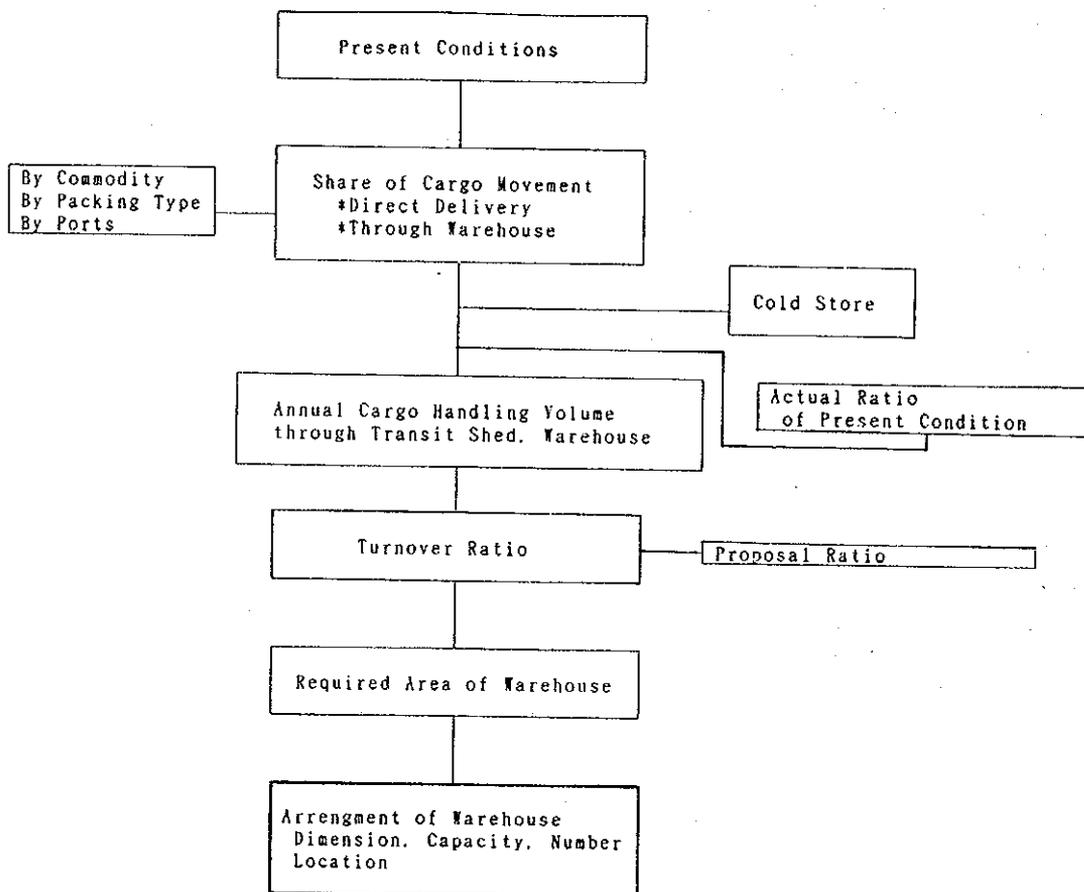 Present Conditions
By Commodity
By Packing Type
By Ports
Share of Cargo Movement
*Direct Delivery
*Through Warehouse
Cold Store
Annual Cargo Handling Volume
through Transit Shed, Warehouse
Actual Ratio
of Present Condition
Turnover Ratio
Proposal Ratio
Required Area of Warehouse
Arrengment of Warehouse
Dimension, Capacity, Number
Location